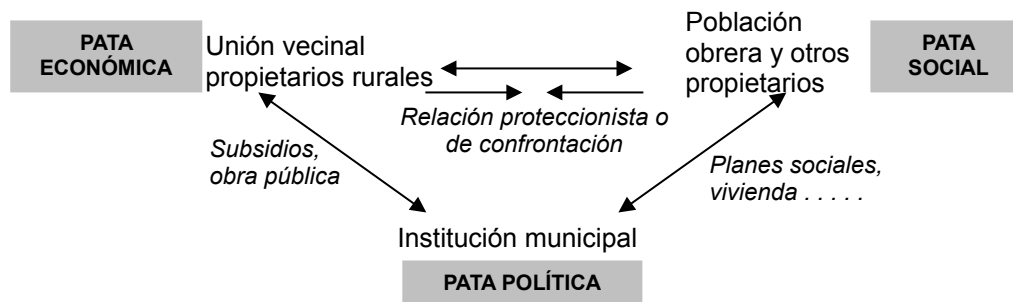 PATA
ECONÓMICA
Unión vecinal
propietarios rurales
Población
obrera y otros
propietarios
PATA
SOCIAL
Relación proteccionista o
de confrontación
Subsidios,
obra pública
Planes sociales,
vivienda . . . . .
Institución municipal
PATA POLÍTICA